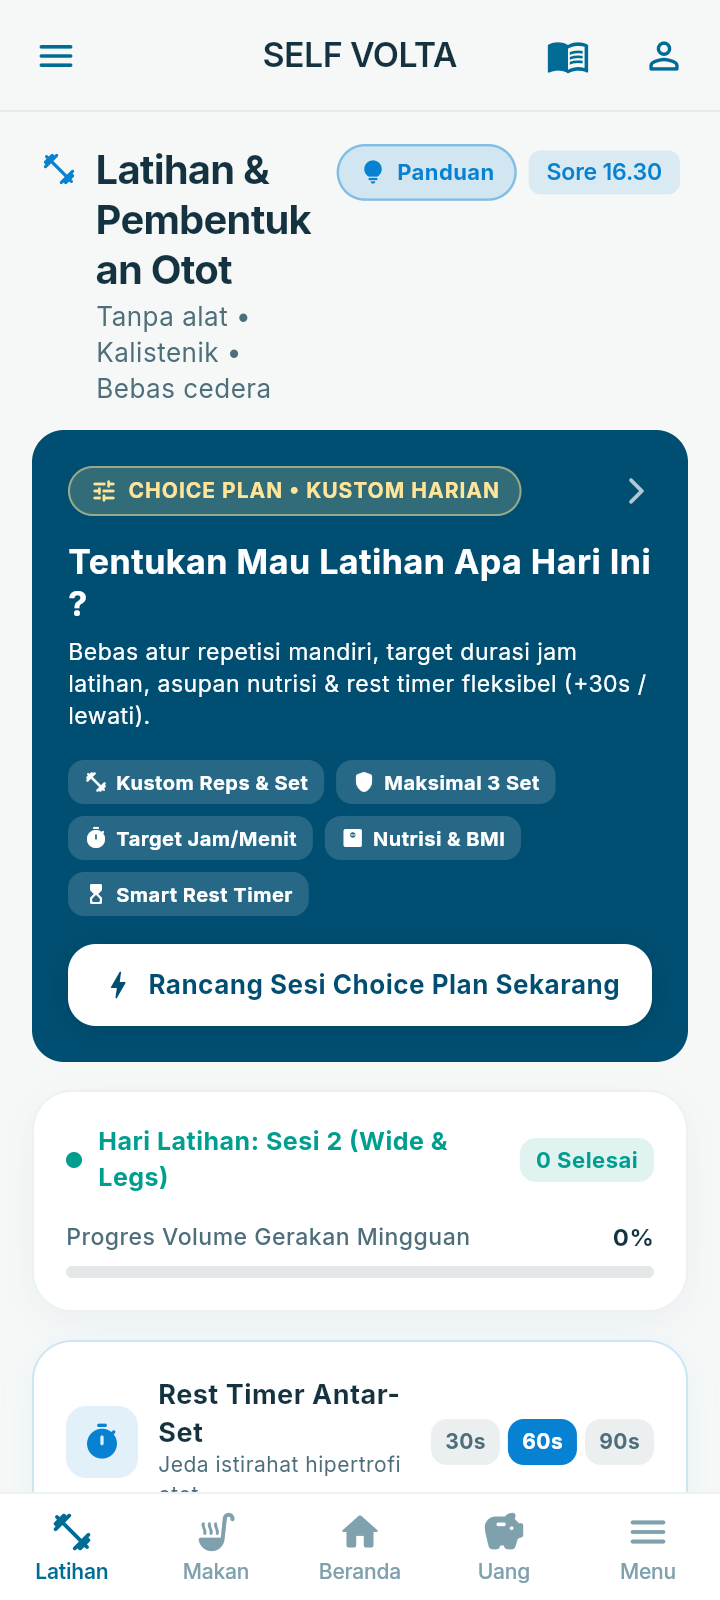 SELF VOLTA
Latihan &
Pembentuk
an Otot
Panduan
Sore 16.30
Tanpa alat •
Kalistenik •
Bebas cedera
CHOICE PLAN • KUSTOM HARIAN
Tentukan Mau Latihan Apa Hari Ini
?
Bebas atur repetisi mandiri, target durasi jam
latihan, asupan nutrisi & rest timer fleksibel (+30s /
lewati).
Kustom Reps & Set
Maksimal 3 Set
Target Jam/Menit
Nutrisi & BMI
Smart Rest Timer
Rancang Sesi Choice Plan Sekarang
Hari Latihan: Sesi 2 (Wide &
Legs)
0 Selesai
Progres Volume Gerakan Mingguan
0%
Rest Timer Antar-
Set
30s
60s
90s
Jeda istirahat hipertrofi
Latihan
Makan
Beranda
Uang
Menu